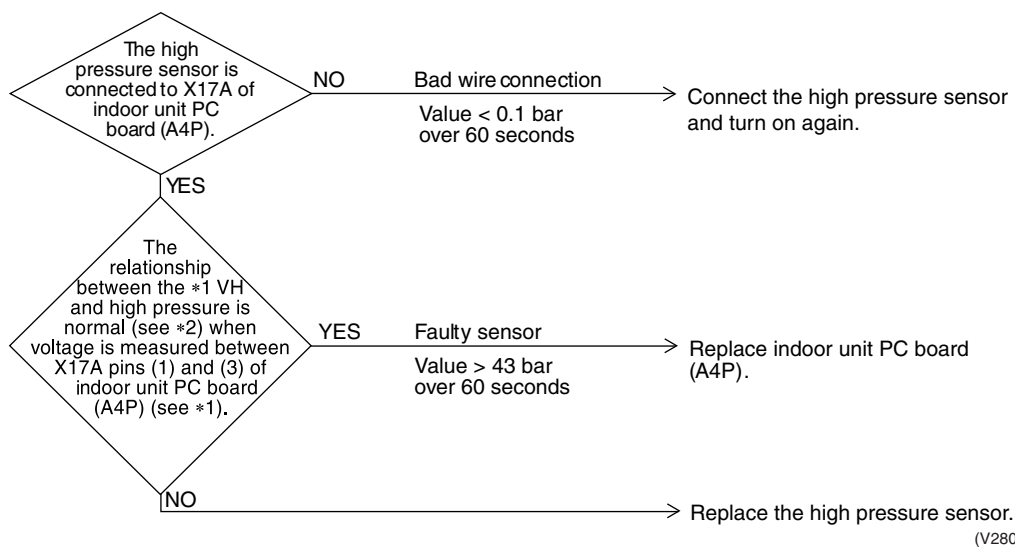 The high
pressure sensor is
connected to X17A of
indoor unit PC
board (A4P).
NO
Bad wire connection
Value < 0.1 bar
over 60 seconds
Connect the high pressure sensor
and turn on again.
YES
The
relationship
between the *1 VH
and high pressure is
normal (see *2) when
voltage is measured between
X17A pins (1) and (3) of
indoor unit PC board
(A4P) (see *1).
YES
Faulty sensor
Value > 43 bar
over 60 seconds
Replace indoor unit PC board
(A4P).
NO
Replace the high pressure sensor.
(V280